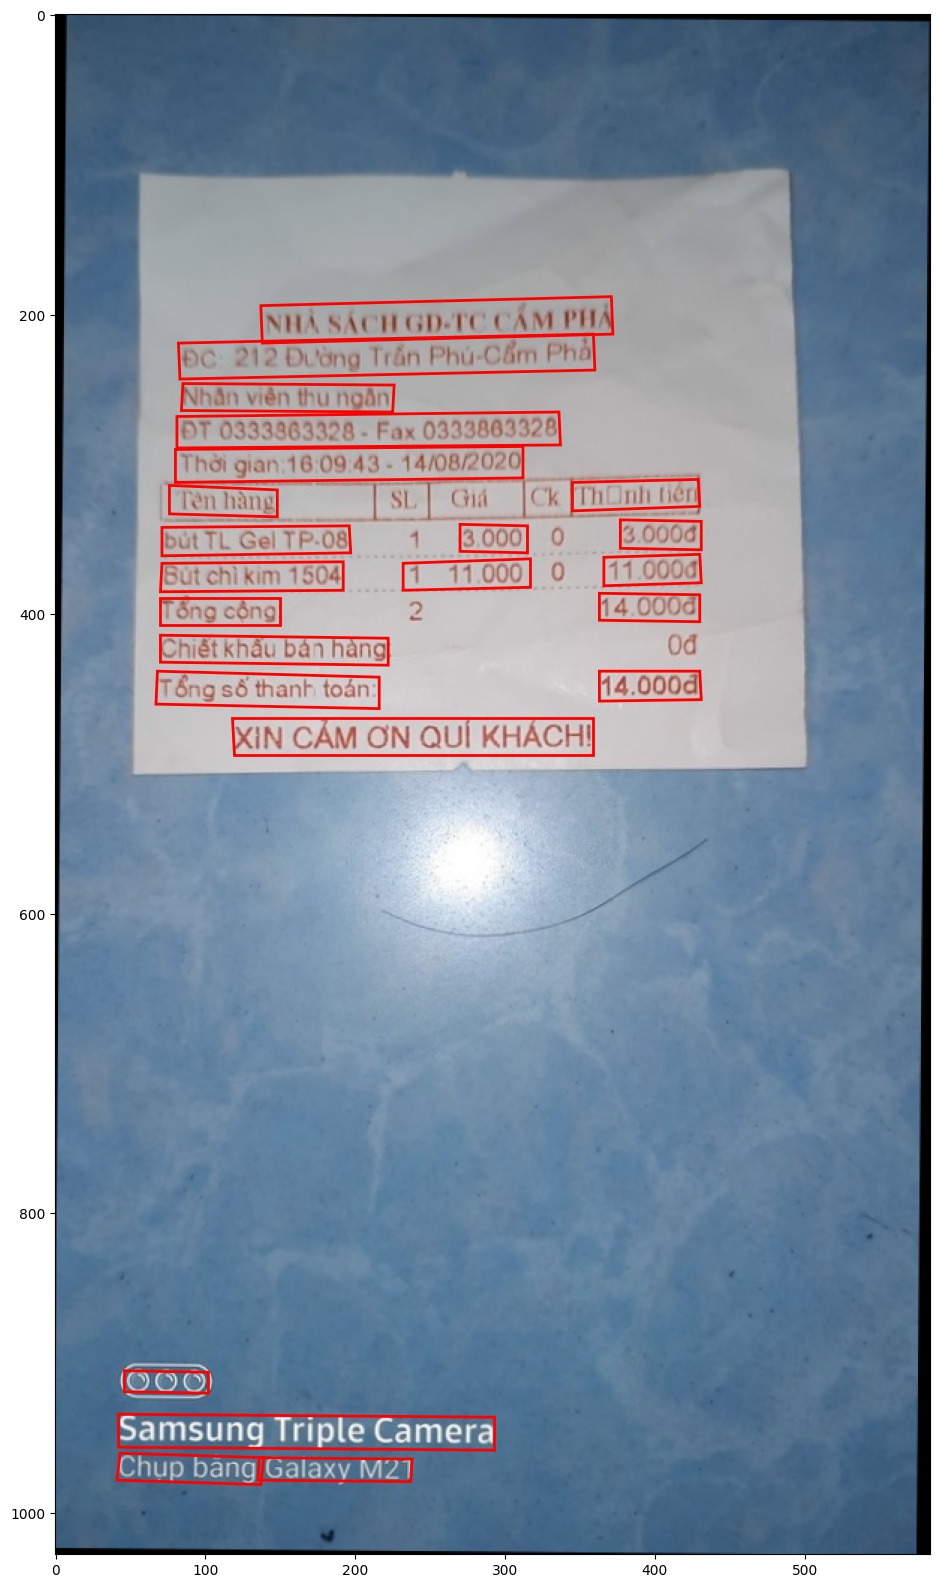 NHÀ SÁCH GD-TC CẨM PHẢ
ĐC: 212 Đường Trần Phú-Cẩm Phả
Nhân viên thu ngân
ĐT 0333863328 - Fax 0333863328
Thời gian:16:09:43 - 14/08/2020
Tên hàng SL Giá Ck Th□nh tiền
bút TL Gel TP-08 1 3.000 0 3.000đ
Bút chì kim 1504 1 11.000 0 11.000đ
Tổng cộng 2 14.000đ
Chiết khấu bán hàng: 0đ
Tổng số thanh toán: 14.000đ
XIN CẢM ƠN QUÍ KHÁCH!
Samsung Triple Camera
Chụp bằng Galaxy M21
0
200
400
600
800
1000
0 100 200 300 400 500